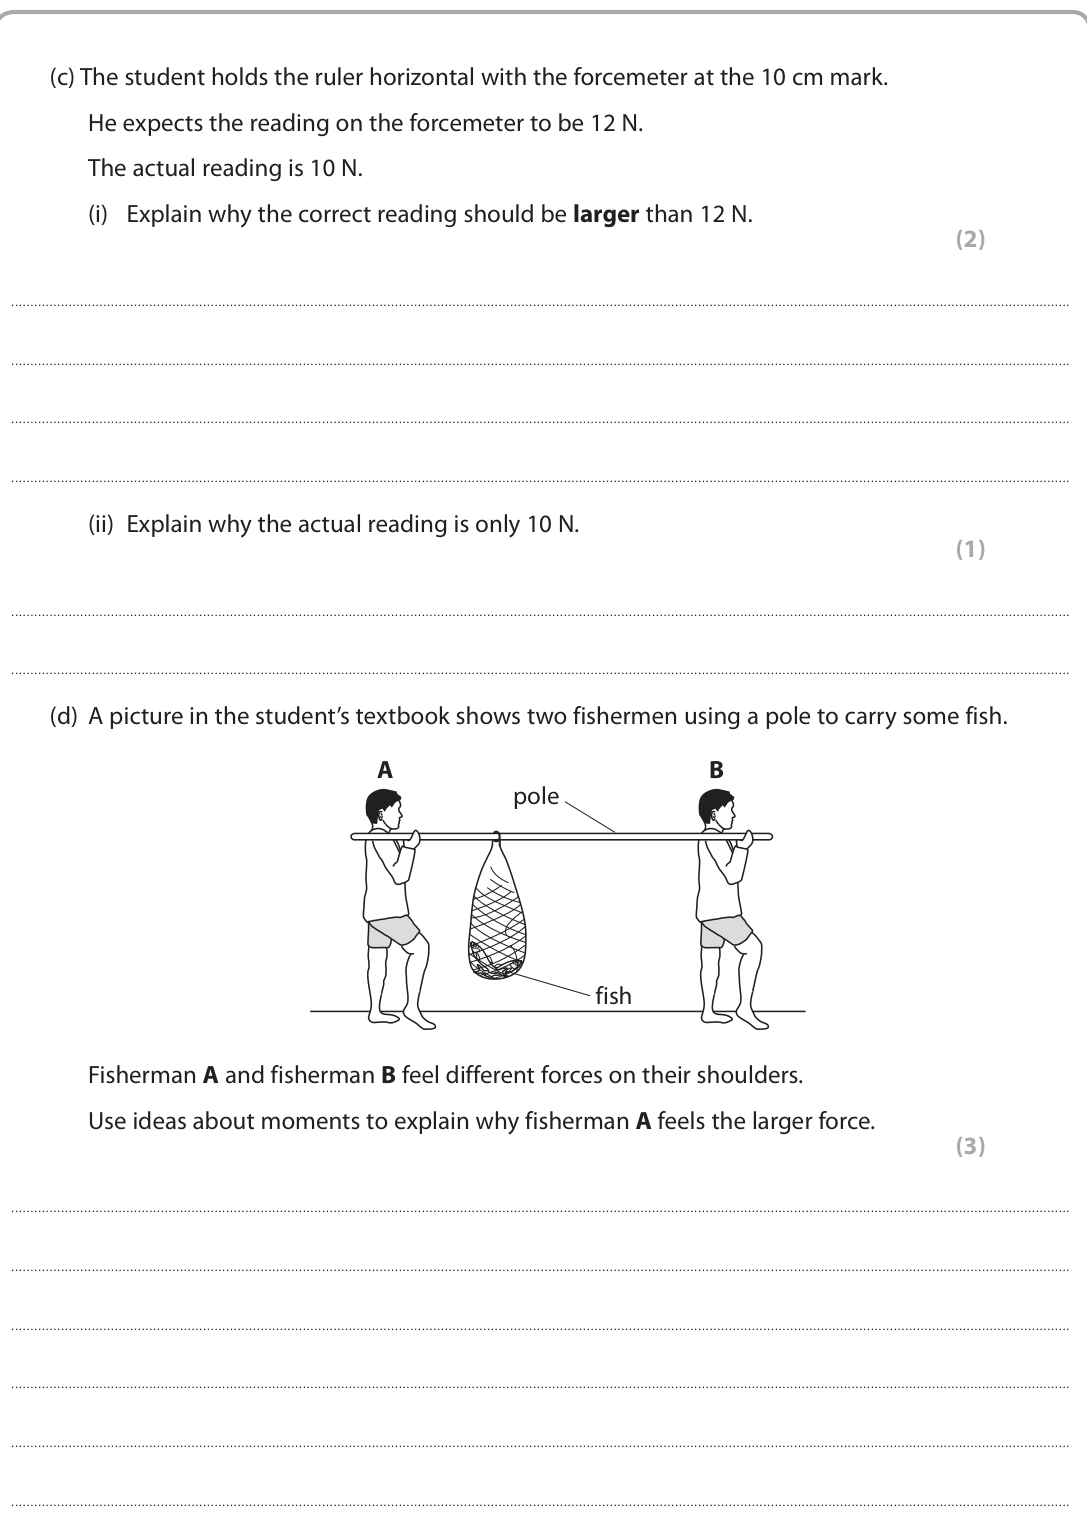 (c) The student holds the ruler horizontal with the forcemeter at the 10 cm mark.
He expects the reading on the forcemeter to be 12 N.
The actual reading is 10 N.
(i) Explain why the correct reading should be larger than 12 N.
(2)
(ii) Explain why the actual reading is only 10 N.
(1)
(d) A picture in the student’s textbook shows two fishermen using a pole to carry some fish.
A
B
pole
fish
Fisherman A and fisherman B feel different forces on their shoulders.
Use ideas about moments to explain why fisherman A feels the larger force.
(3)